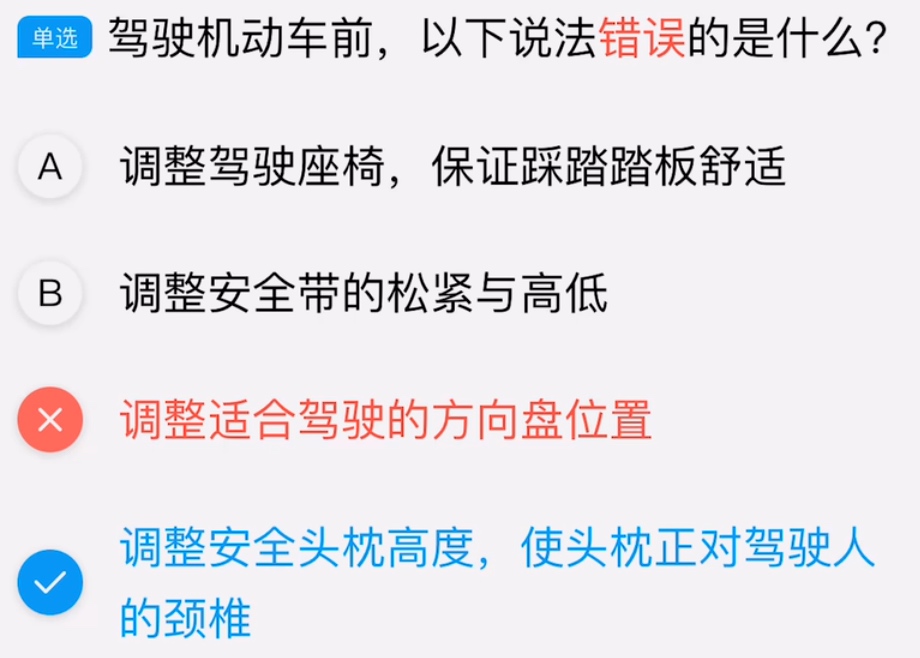 单选 驾驶机动车前，以下说法错误的是什么？
A 调整驾驶座椅，保证踩踏踏板舒适
B 调整安全带的松紧与高低
调整适合驾驶的方向盘位置
调整安全头枕高度，使头枕正对驾驶人
的颈椎